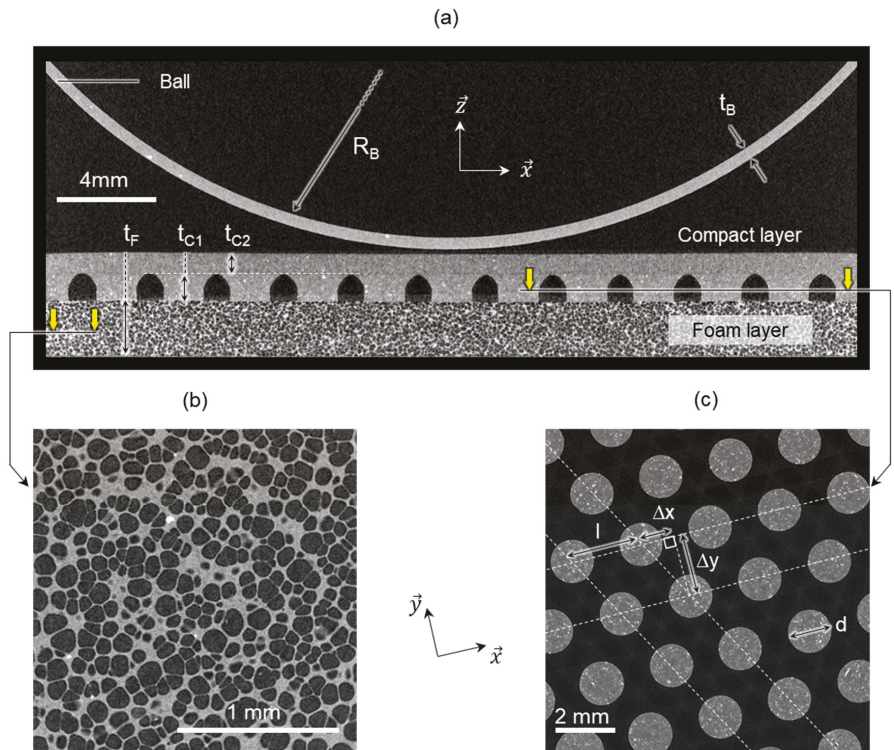 (a)
Ball
t_B
R_B
z⃗
x⃗
4mm
t_F
t_C1
t_C2
Compact layer
Foam layer
(b)
(c)
1 mm
y⃗
x⃗
Δx
l
Δy
d
2 mm